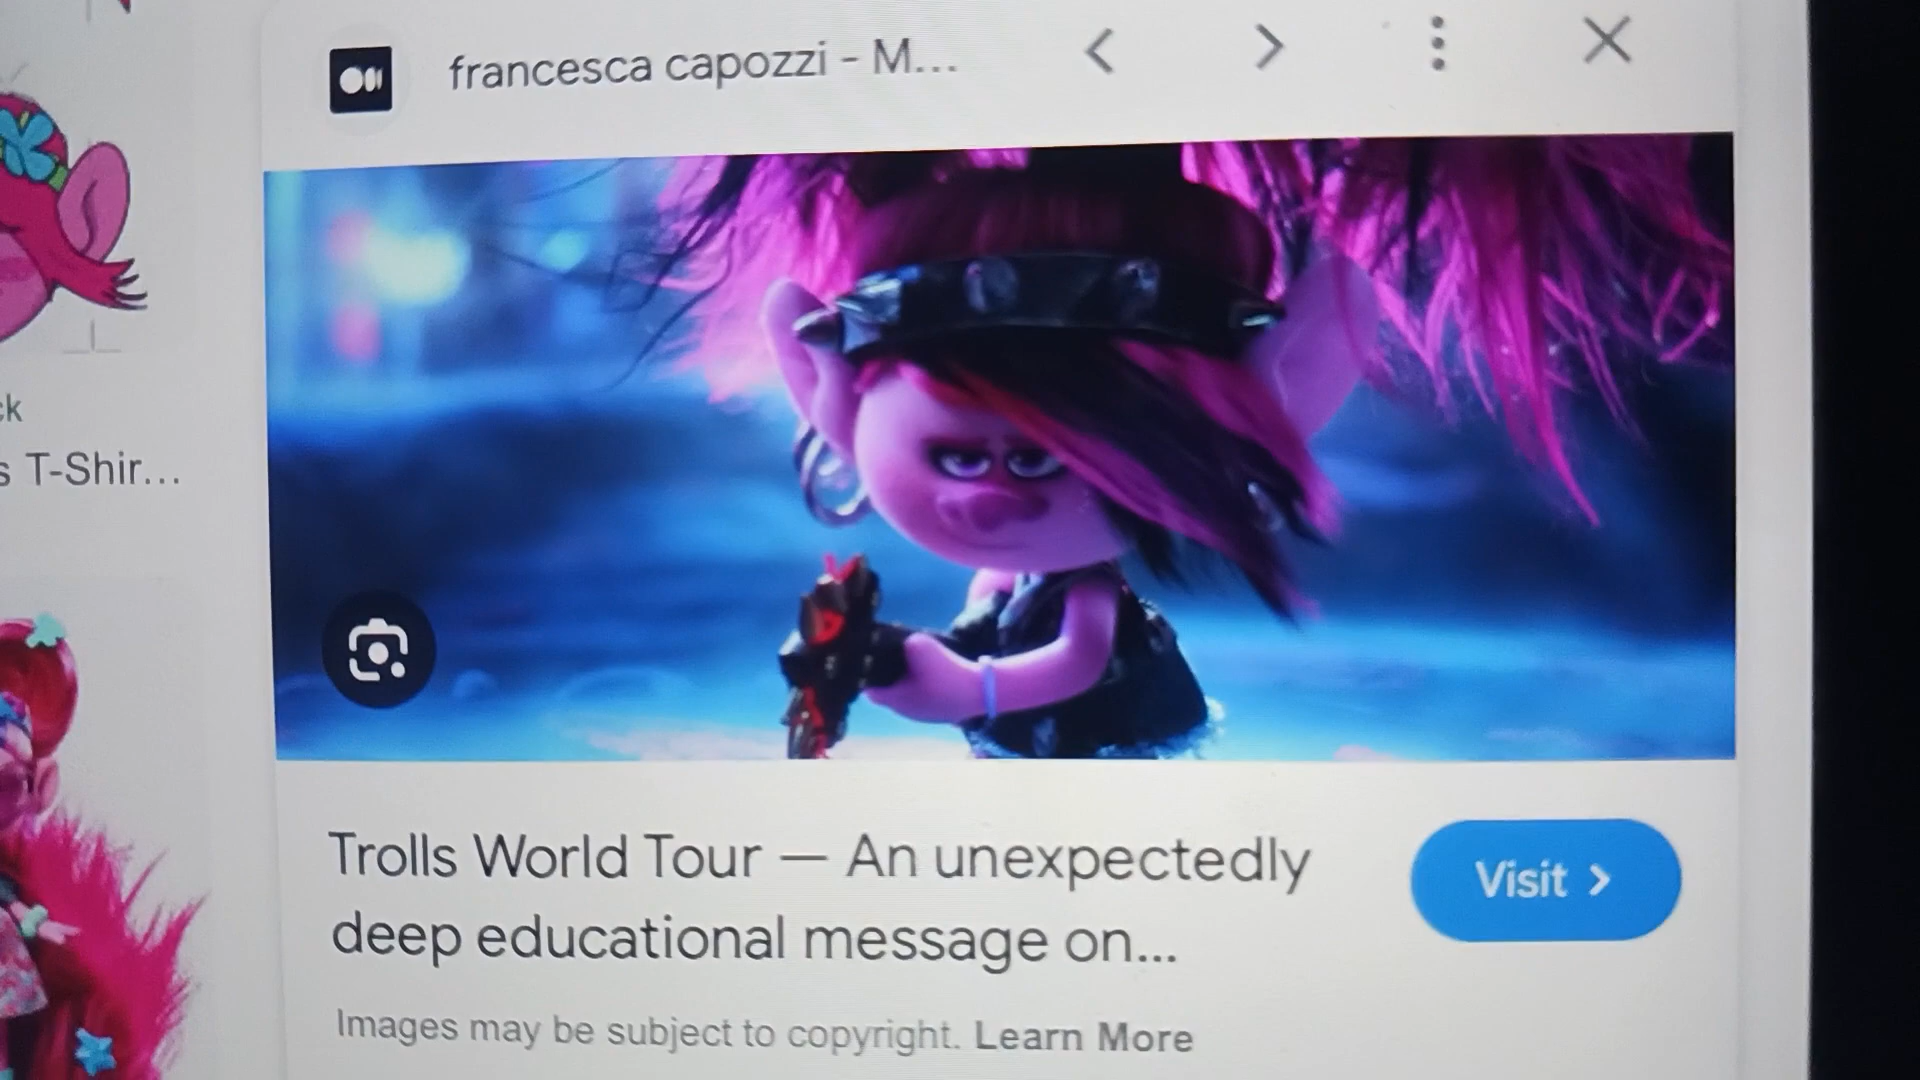 francesca capozzi - M...
ck
s T-Shir...
Trolls World Tour — An unexpectedly
deep educational message on...
Visit
Images may be subject to copyright. Learn More